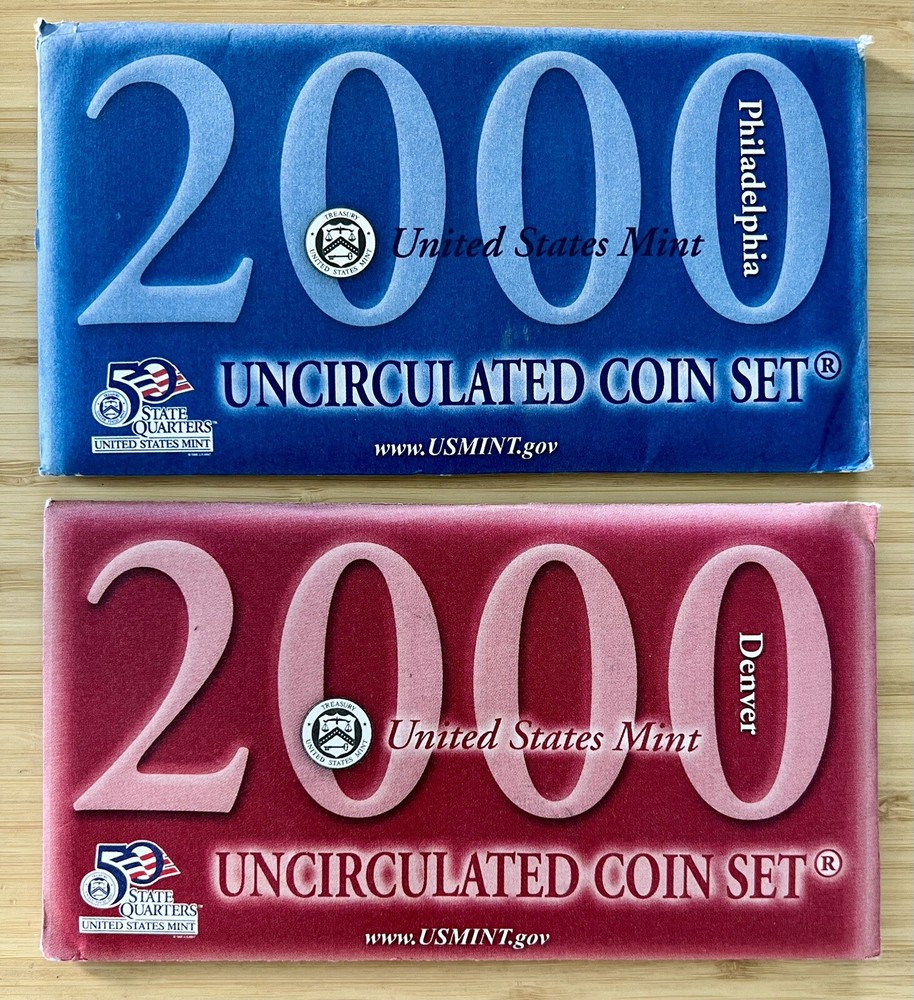 2000
Philadelphia
TREASURY
UNITED STATES MINT
United States Mint
50
STATE
QUARTERS™
UNITED STATES MINT
UNCIRCULATED COIN SET®
www.USMINT.gov
2000
Denver
TREASURY
UNITED STATES MINT
United States Mint
50
STATE
QUARTERS™
UNITED STATES MINT
UNCIRCULATED COIN SET®
www.USMINT.gov